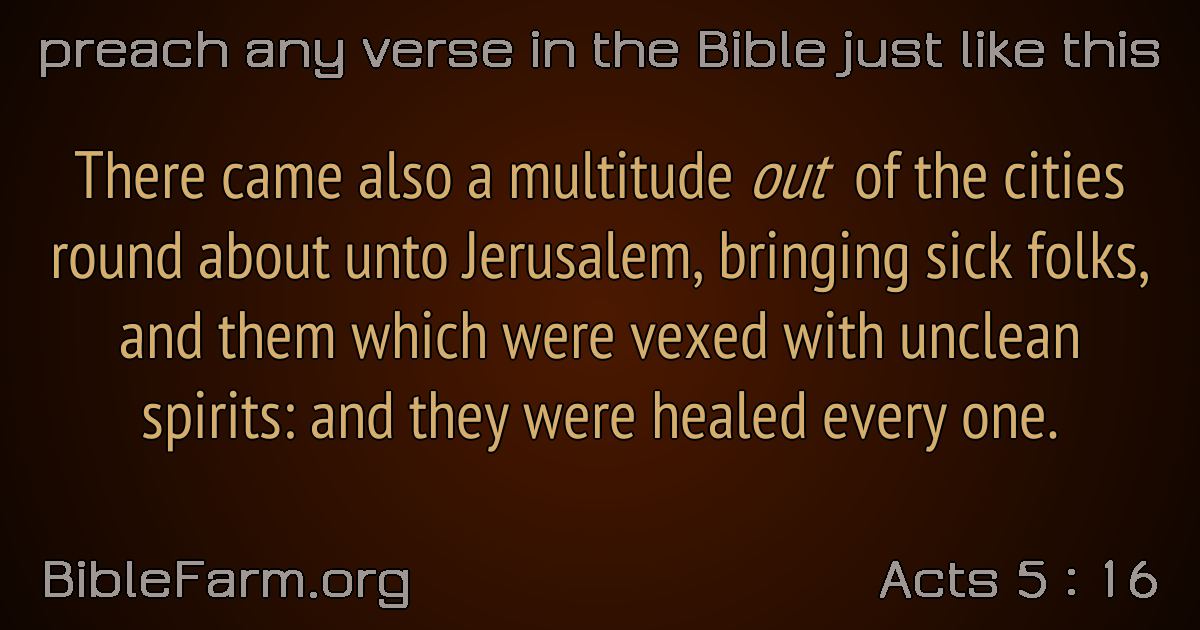 preach any verse in the Bible just like this
There came also a multitude out of the cities
round about unto Jerusalem, bringing sick folks,
and them which were vexed with unclean
spirits: and they were healed every one.
BibleFarm.org
Acts 5 : 16